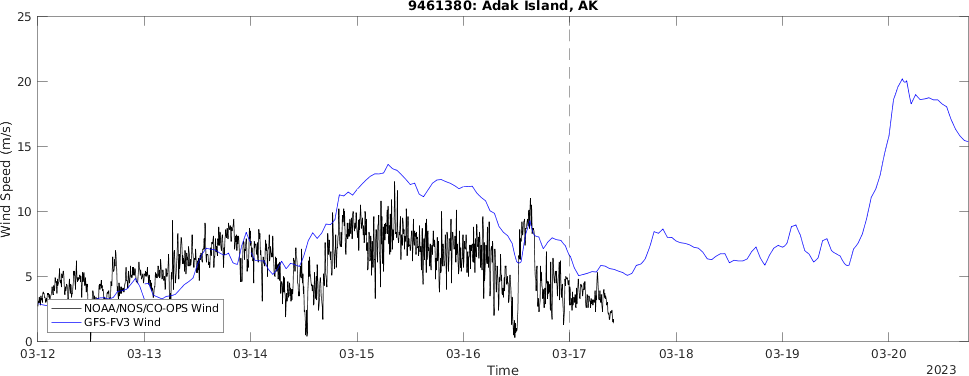 9461380: Adak Island, AK
Wind Speed (m/s)
25
20
15
10
5
0
NOAA/NOS/CO-OPS Wind
GFS-FV3 Wind
03-12 03-13 03-14 03-15 03-16 03-17 03-18 03-19 03-20
Time
2023